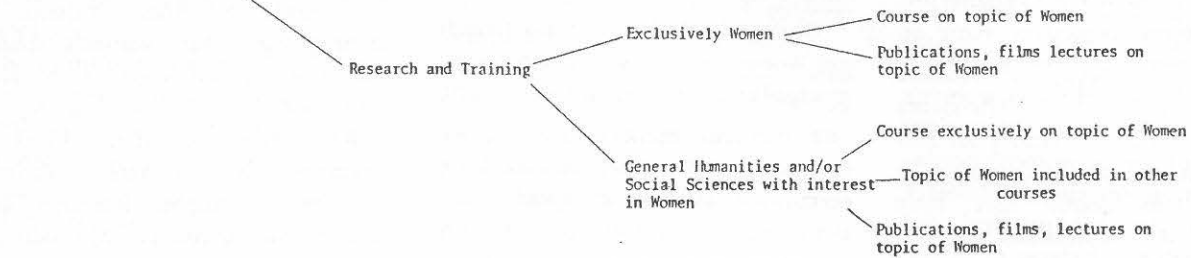 Course on topic of Women
Exclusively Women
Publications, films lectures on
topic of Women
Research and Training
Course exclusively on topic of Women
General Humanities and/or
Social Sciences with interest
in Women
Topic of Women included in other
courses
Publications, films, lectures on
topic of Women